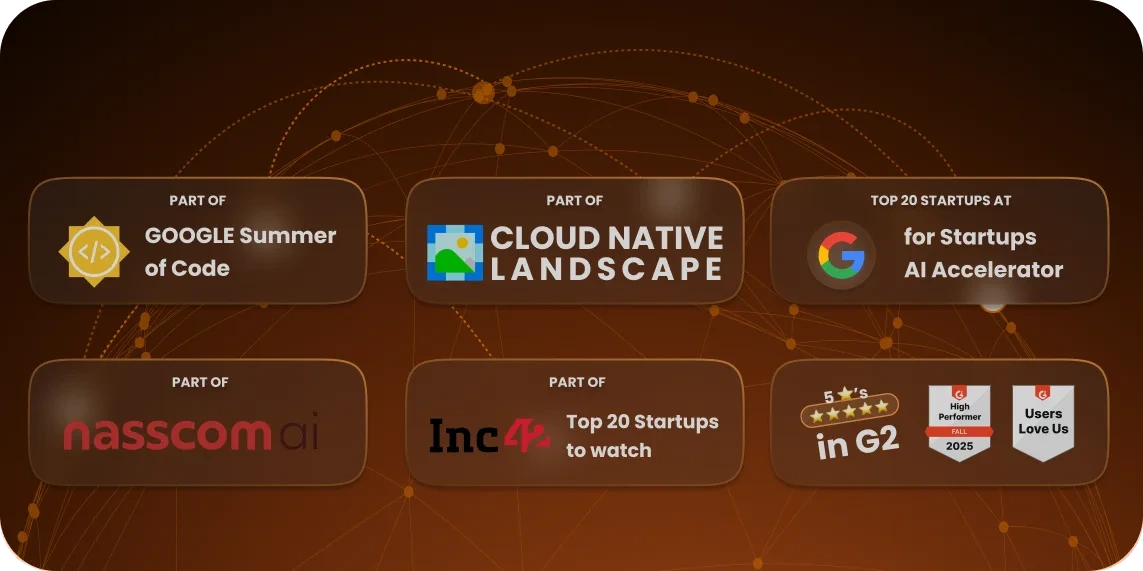 PART OF
GOOGLE Summer
of Code
PART OF
CLOUD NATIVE
LANDSCAPE
TOP 20 STARTUPS AT
for Startups
AI Accelerator
PART OF
nasscom ai
PART OF
Inc42
Top 20 Startups
to watch
5 ⭐'s
in G2
High
Performer
FALL
2025
Users
Love Us